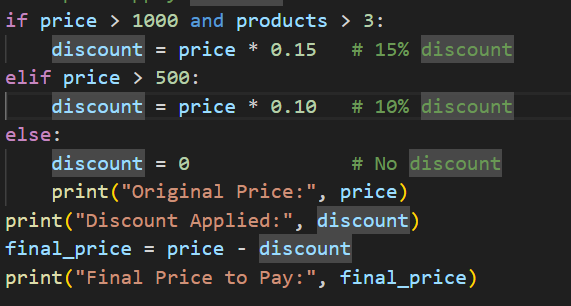 if price > 1000 and products > 3:
    discount = price * 0.15   # 15% discount
elif price > 500:
    discount = price * 0.10   # 10% discount
else:
    discount = 0              # No discount
    print("Original Price:", price)
print("Discount Applied:", discount)
final_price = price - discount
print("Final Price to Pay:", final_price)